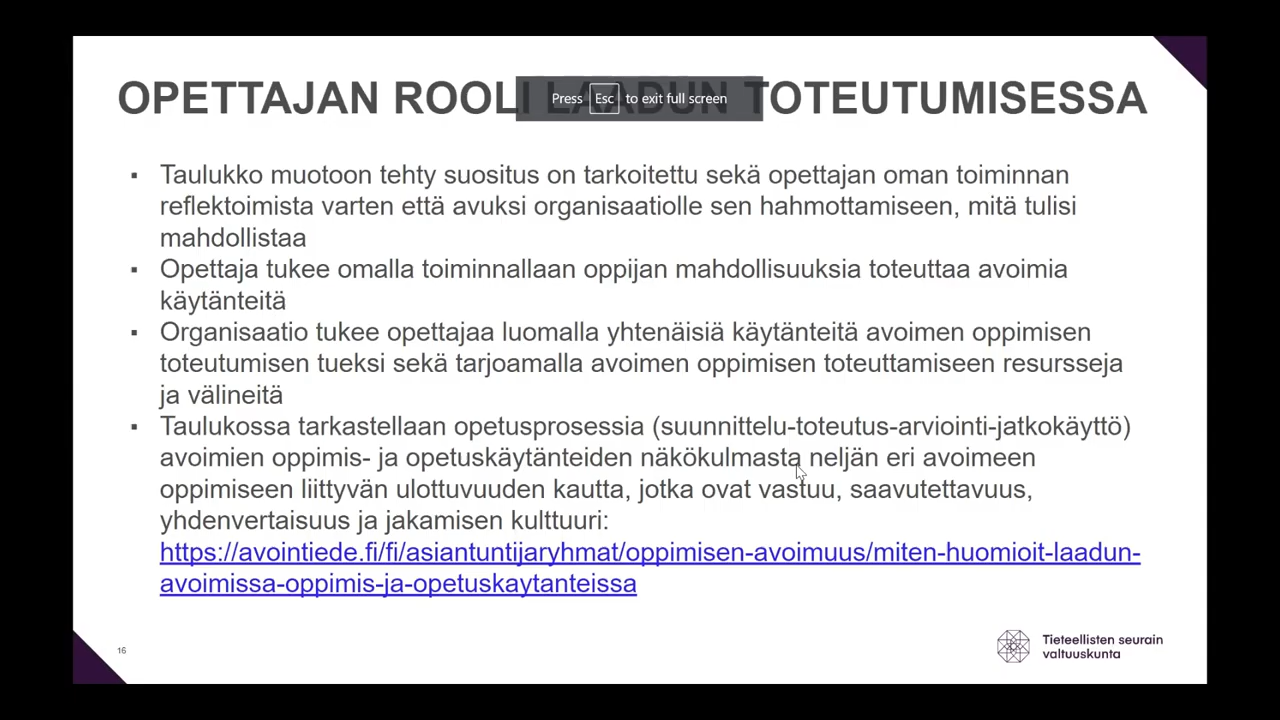 OPETTAJAN ROOLI LAADUN TOTEUTUMISESSA
Press Esc to exit full screen
▪ Taulukko muotoon tehty suositus on tarkoitettu sekä opettajan oman toiminnan
reflektoimista varten että avuksi organisaatiolle sen hahmottamiseen, mitä tulisi
mahdollistaa
▪ Opettaja tukee omalla toiminnallaan oppijan mahdollisuuksia toteuttaa avoimia
käytänteitä
▪ Organisaatio tukee opettajaa luomalla yhtenäisiä käytänteitä avoimen oppimisen
toteutumisen tueksi sekä tarjoamalla avoimen oppimisen toteuttamiseen resursseja
ja välineitä
▪ Taulukossa tarkastellaan opetusprosessia (suunnittelu-toteutus-arviointi-jatkokäyttö)
avoimien oppimis- ja opetuskäytänteiden näkökulmasta neljän eri avoimeen
oppimiseen liittyvän ulottuvuuden kautta, jotka ovat vastuu, saavutettavuus,
yhdenvertaisuus ja jakamisen kulttuuri:
https://avointiede.fi/fi/asiantuntijaryhmat/oppimisen-avoimuus/miten-huomioit-laadun-
avoimissa-oppimis-ja-opetuskaytanteissa
16
Tieteellisten seurain
valtuuskunta